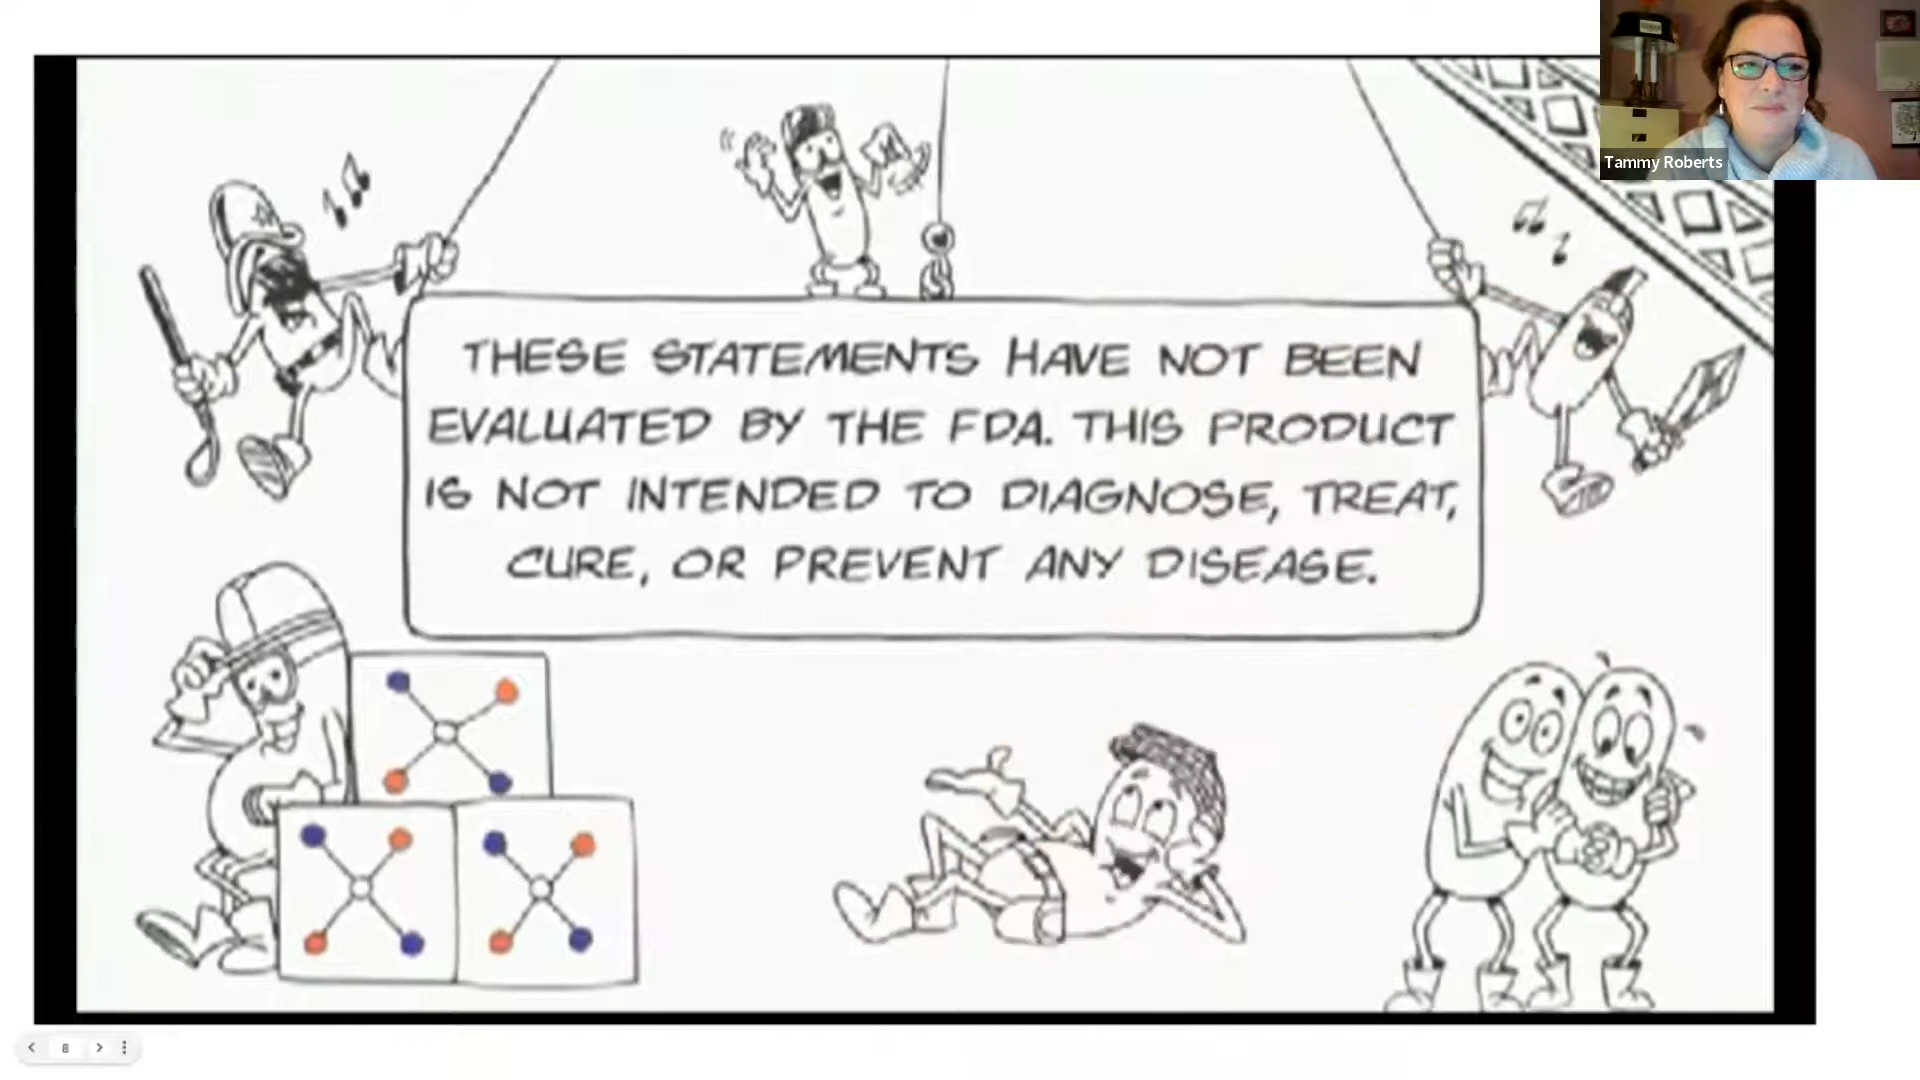 Tammy Roberts
THESE STATEMENTS HAVE NOT BEEN
EVALUATED BY THE FDA. THIS PRODUCT
IS NOT INTENDED TO DIAGNOSE, TREAT,
CURE, OR PREVENT ANY DISEASE.
8